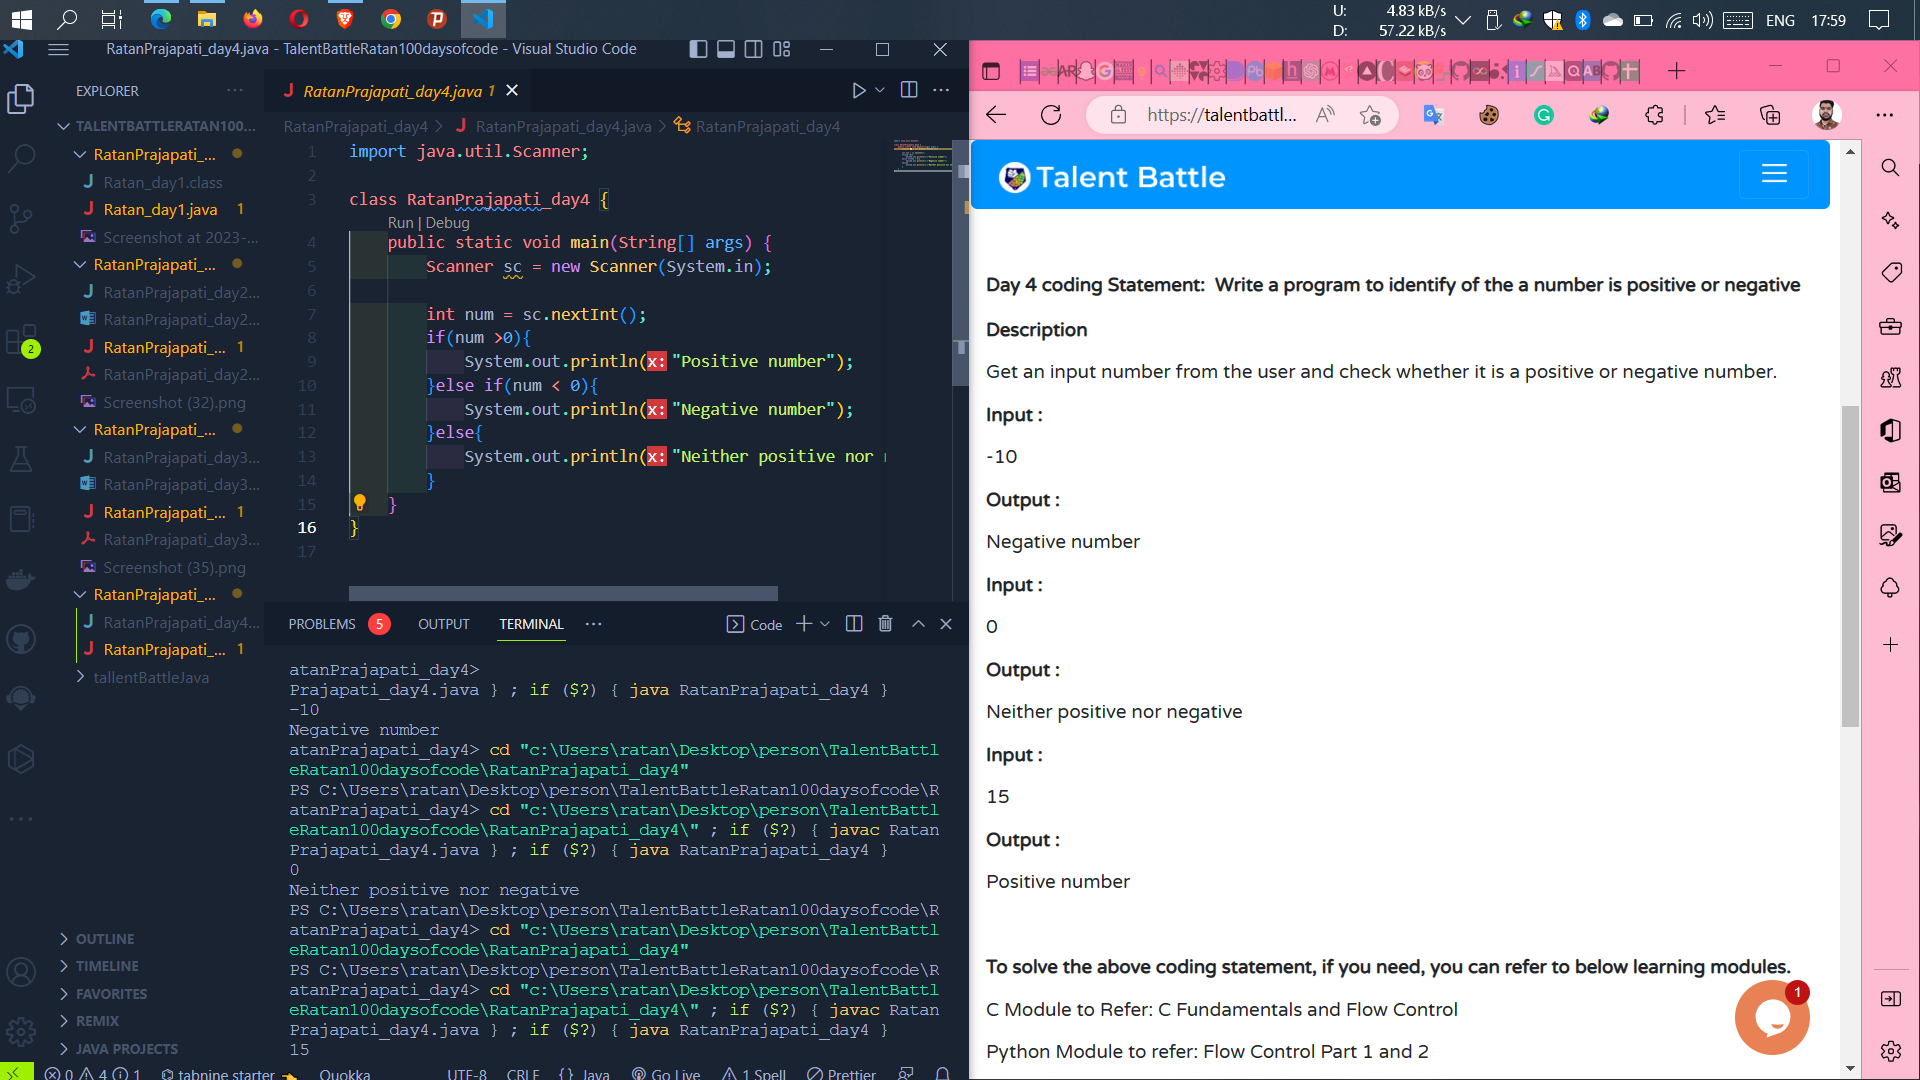 U: 4.83 kB/s
D: 57.22 kB/s
ENG 17:59
RatanPrajapati_day4.java - TalentBattleRatan100daysofcode - Visual Studio Code
EXPLORER
TALENTBATTLERATAN100...
RatanPrajapati_...
Ratan_day1.class
Ratan_day1.java 1
Screenshot at 2023-...
RatanPrajapati_...
RatanPrajapati_day2...
RatanPrajapati_day2...
RatanPrajapati_... 1
RatanPrajapati_day2...
Screenshot (32).png
RatanPrajapati_...
RatanPrajapati_day3...
RatanPrajapati_day3...
RatanPrajapati_... 1
RatanPrajapati_day3...
Screenshot (35).png
RatanPrajapati_...
RatanPrajapati_day4...
RatanPrajapati_... 1
tallentBattleJava
OUTLINE
TIMELINE
FAVORITES
REMIX
JAVA PROJECTS
2
RatanPrajapati_day4.java 1
RatanPrajapati_day4 > RatanPrajapati_day4.java > RatanPrajapati_day4
1 import java.util.Scanner;
2
3 class RatanPrajapati_day4 {
Run | Debug
4 public static void main(String[] args) {
5 Scanner sc = new Scanner(System.in);
6
7 int num = sc.nextInt();
8 if(num >0){
9 System.out.println(x: "Positive number");
10 }else if(num < 0){
11 System.out.println(x: "Negative number");
12 }else{
13 System.out.println(x: "Neither positive nor
14 }
15 }
16 }
17
PROBLEMS 5 OUTPUT TERMINAL ... Code
atanPrajapati_day4>
Prajapati_day4.java } ; if ($?) { java RatanPrajapati_day4 }
-10
Negative number
atanPrajapati_day4> cd "c:\Users\ratan\Desktop\person\TalentBattl
eRatan100daysofcode\RatanPrajapati_day4"
PS C:\Users\ratan\Desktop\person\TalentBattleRatan100daysofcode\R
atanPrajapati_day4> cd "c:\Users\ratan\Desktop\person\TalentBattl
eRatan100daysofcode\RatanPrajapati_day4\" ; if ($?) { javac Ratan
Prajapati_day4.java } ; if ($?) { java RatanPrajapati_day4 }
0
Neither positive nor negative
PS C:\Users\ratan\Desktop\person\TalentBattleRatan100daysofcode\R
atanPrajapati_day4> cd "c:\Users\ratan\Desktop\person\TalentBattl
eRatan100daysofcode\RatanPrajapati_day4"
PS C:\Users\ratan\Desktop\person\TalentBattleRatan100daysofcode\R
atanPrajapati_day4> cd "c:\Users\ratan\Desktop\person\TalentBattl
eRatan100daysofcode\RatanPrajapati_day4\" ; if ($?) { javac Ratan
Prajapati_day4.java } ; if ($?) { java RatanPrajapati_day4 }
15
0 4 1 tabnine starter Quokka UTF-8 CRLF {} Java Go Live 1 Spell Prettier
https://talentbattl...
Talent Battle
Day 4 coding Statement: Write a program to identify of the a number is positive or negative
Description
Get an input number from the user and check whether it is a positive or negative number.
Input :
-10
Output :
Negative number
Input :
0
Output :
Neither positive nor negative
Input :
15
Output :
Positive number
To solve the above coding statement, if you need, you can refer to below learning modules.
C Module to Refer: C Fundamentals and Flow Control
Python Module to refer: Flow Control Part 1 and 2
1